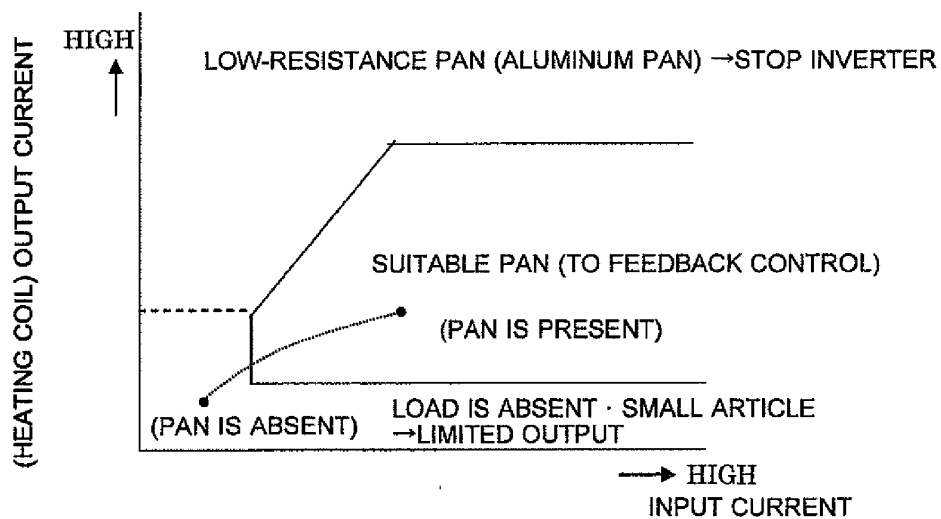 HIGH
LOW-RESISTANCE PAN (ALUMINUM PAN) →STOP INVERTER
(HEATING COIL) OUTPUT CURRENT
SUITABLE PAN (TO FEEDBACK CONTROL)
(PAN IS PRESENT)
(PAN IS ABSENT)
LOAD IS ABSENT · SMALL ARTICLE
→LIMITED OUTPUT
→ HIGH
INPUT CURRENT